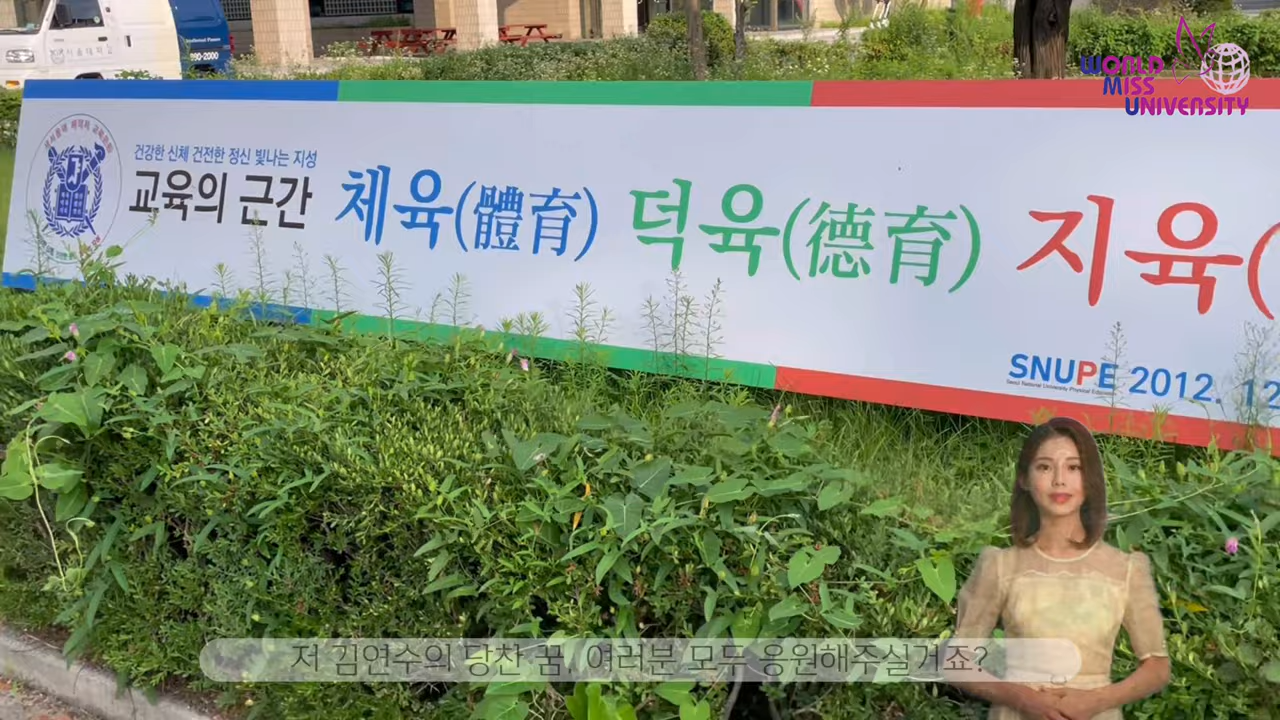 WORLD
MISS
UNIVERSITY
건강한 신체 건전한 정신 빛나는 지성
교육의 근간
체육(體育) 덕육(德育) 지육(
SNUPE 2012. 12
저 김연수의 당찬 꿈, 여러분 모두 응원해주실거죠?